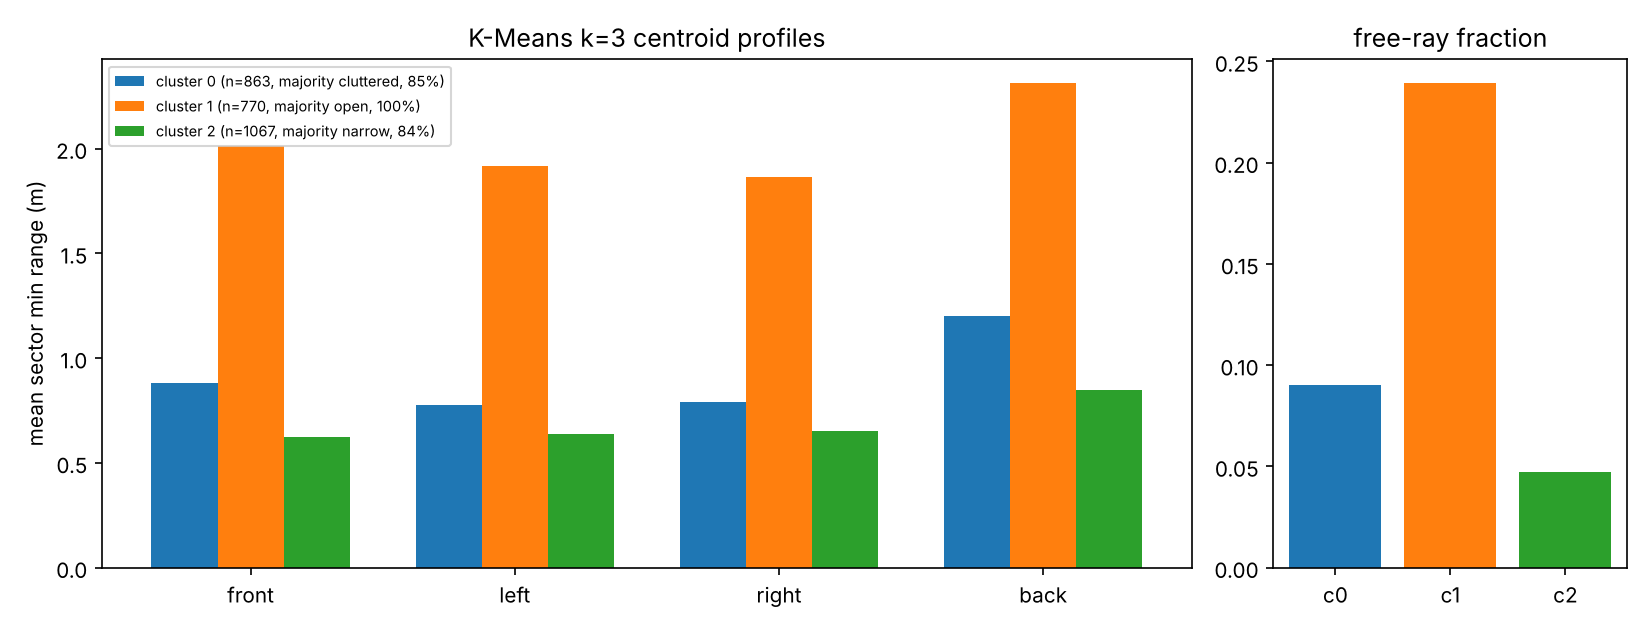 K-Means k=3 centroid profiles
cluster 0 (n=863, majority cluttered, 85%)
cluster 1 (n=770, majority open, 100%)
cluster 2 (n=1067, majority narrow, 84%)
mean sector min range (m)
2.0
1.5
1.0
0.5
0.0
front
left
right
back
free-ray fraction
0.25
0.20
0.15
0.10
0.05
0.00
c0
c1
c2